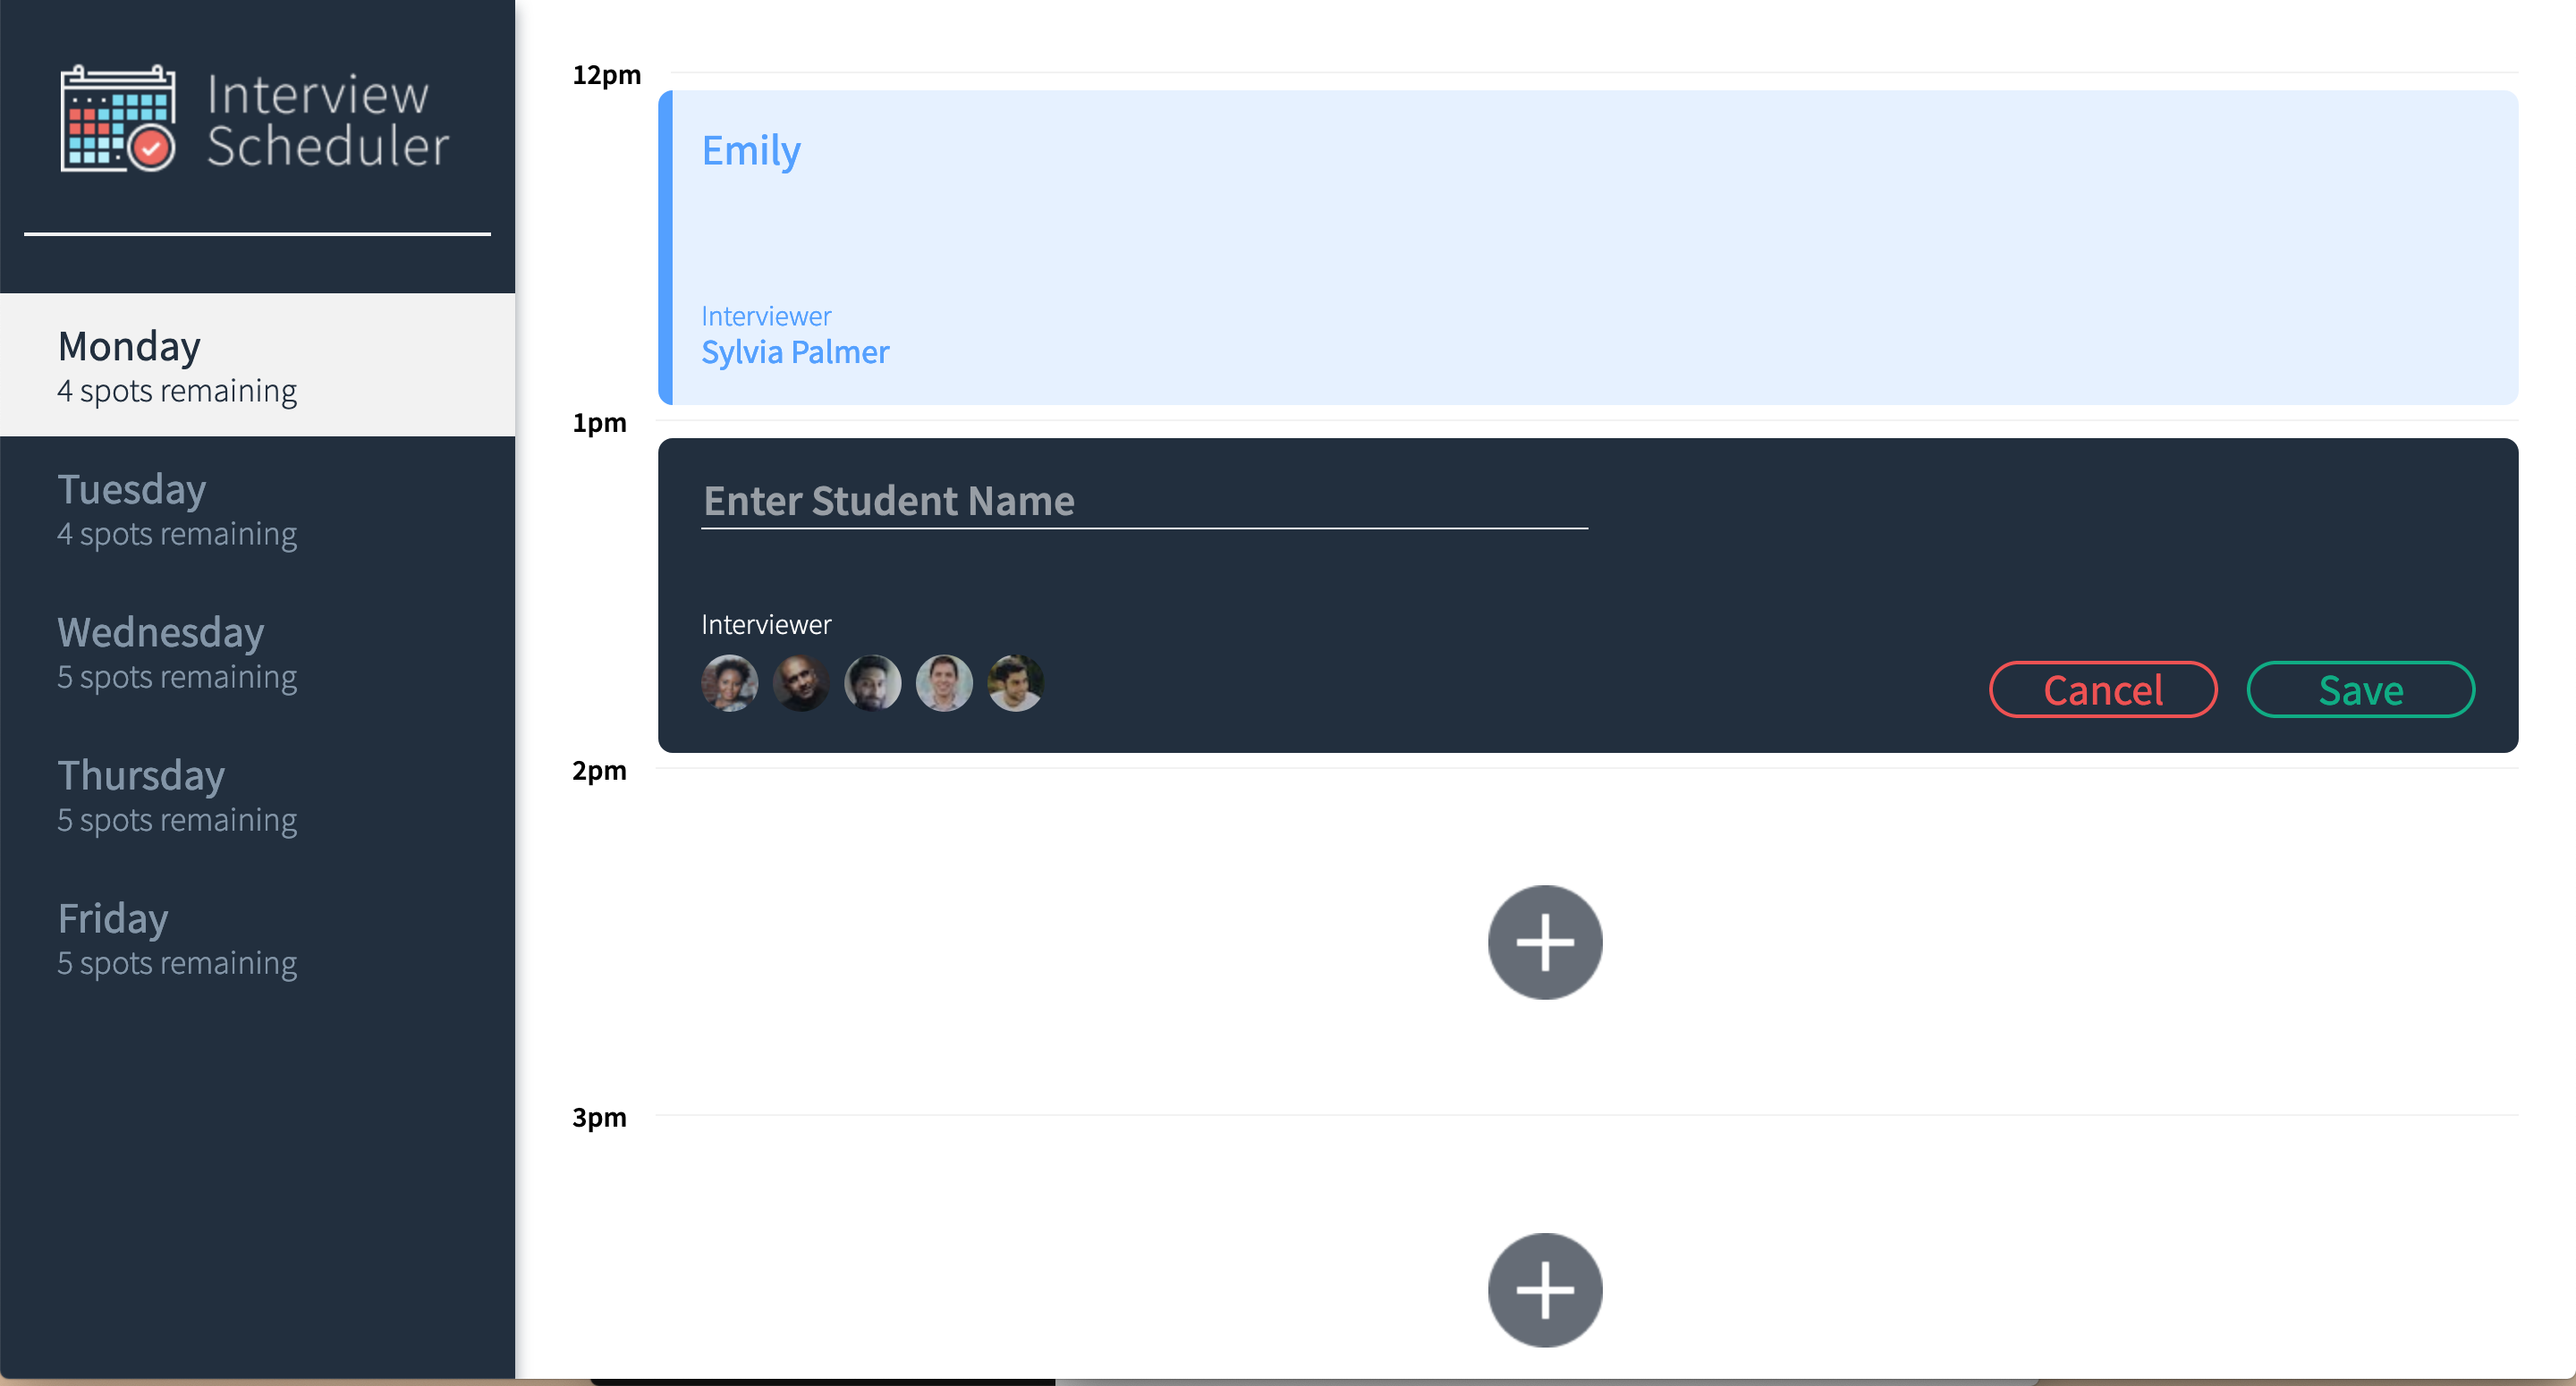 Interview
Scheduler
Monday
4 spots remaining
Tuesday
4 spots remaining
Wednesday
5 spots remaining
Thursday
5 spots remaining
Friday
5 spots remaining
12pm
Emily
Interviewer
Sylvia Palmer
1pm
Enter Student Name
Interviewer
Cancel
Save
2pm
3pm